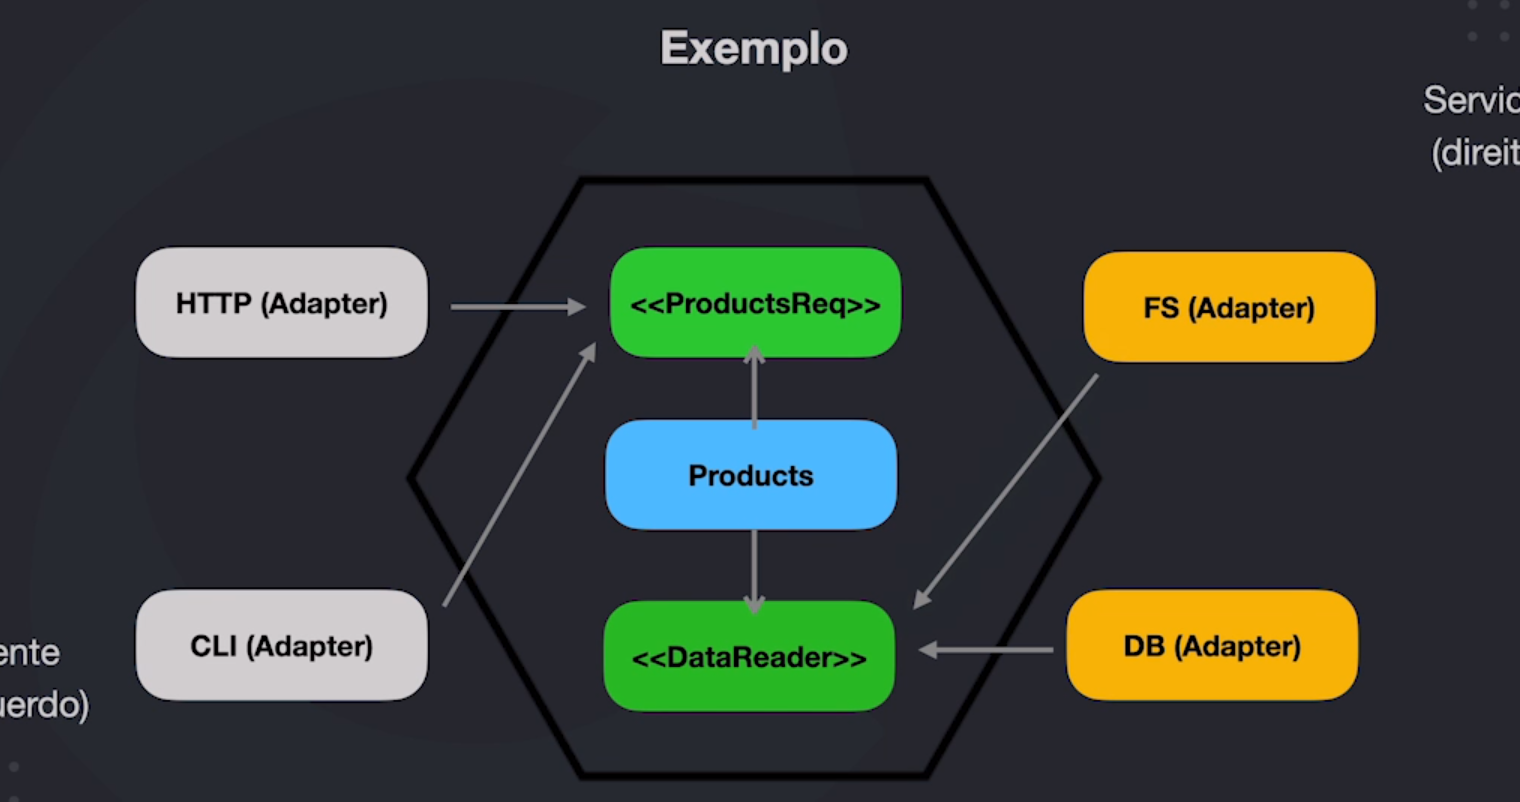 Exemplo
Servic
(direit
HTTP (Adapter)
<<ProductsReq>>
FS (Adapter)
Products
CLI (Adapter)
<<DataReader>>
DB (Adapter)
ente
uerdo)